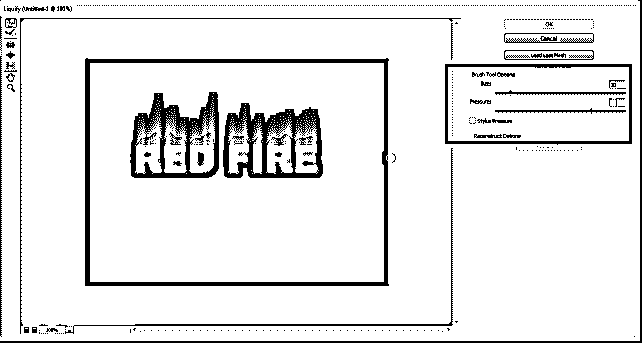 Liquify (Untitled-1 @ 100%)
OK
Cancel
Load Last Mesh
Brush Tool Options
Size:
Pressure:
Stylus Pressure
Reconstruct Options
RED FIRE
100%